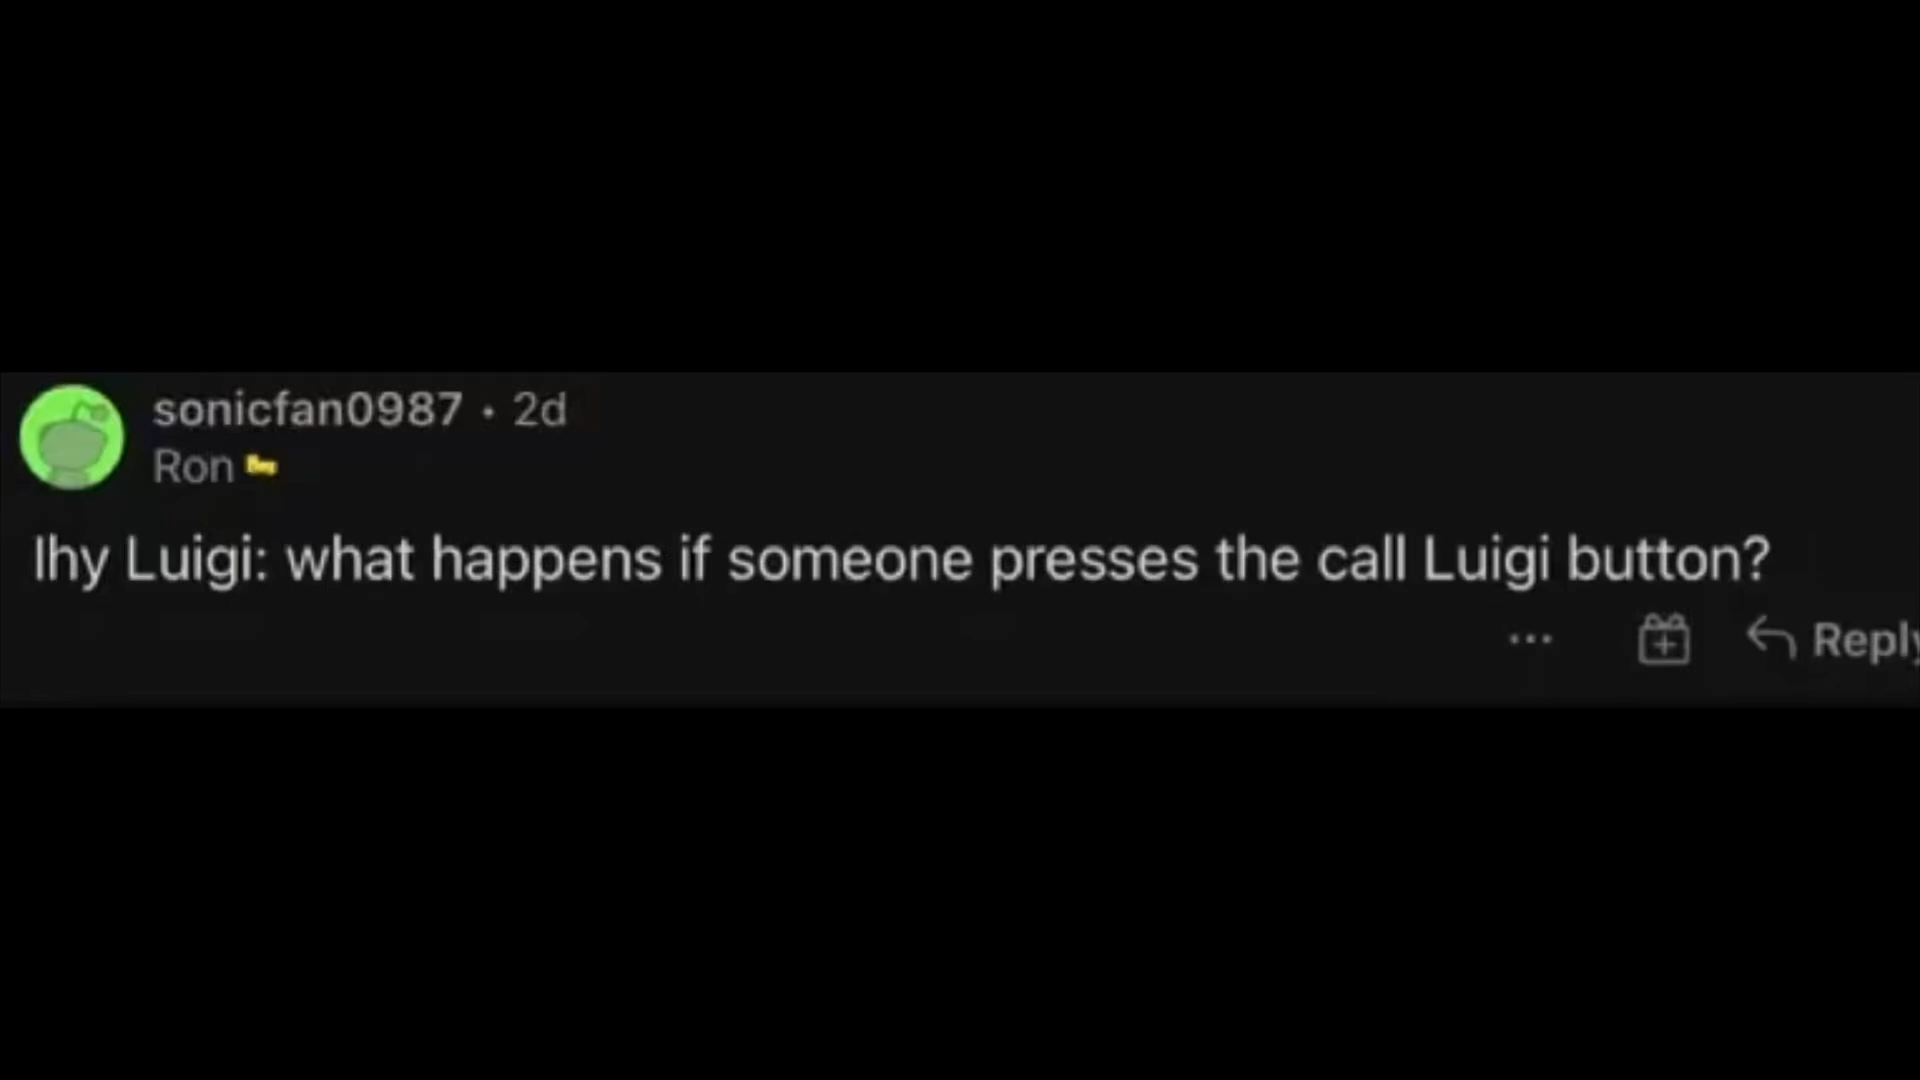 sonicfan0987 • 2d
Ron
Ihy Luigi: what happens if someone presses the call Luigi button?
... Reply